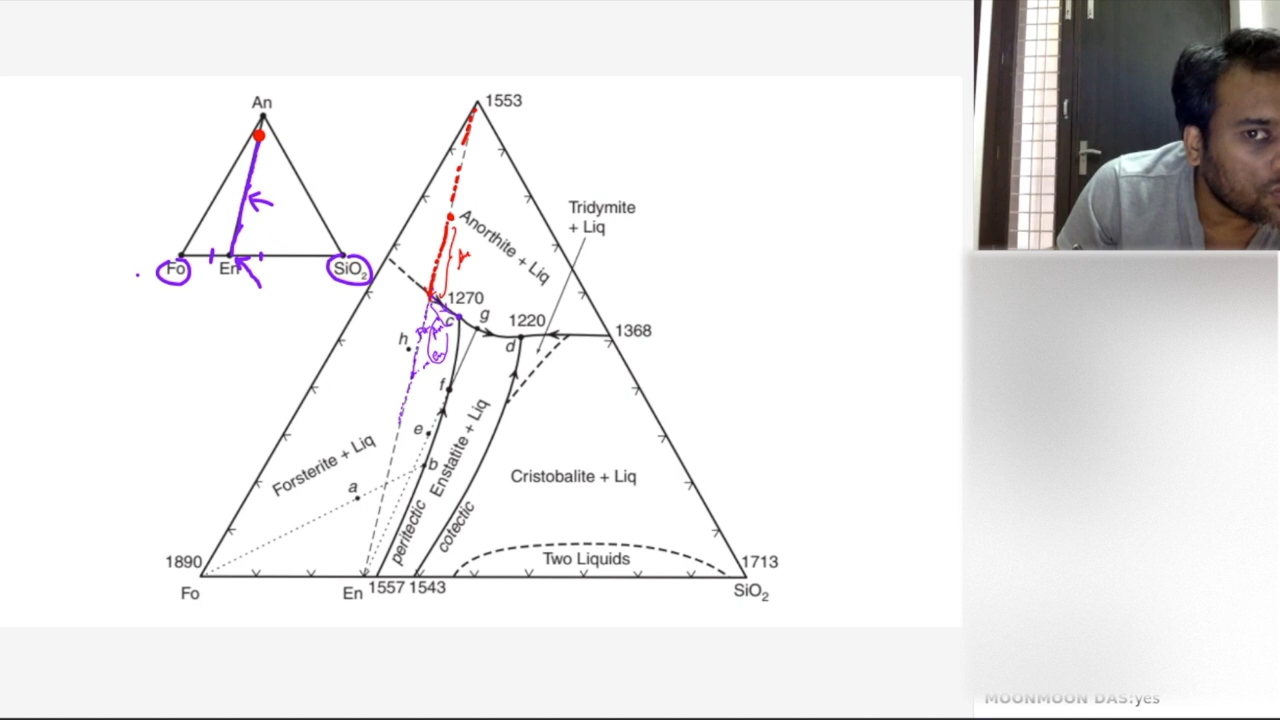 An
Fo
En
SiO₂
1553
Tridymite
+ Liq
Anorthite + Liq
1270
c
g
1220
d
1368
h
f
e
b
a
Forsterite + Liq
Enstatite + Liq
Cristobalite + Liq
peritectic
cotectic
Two Liquids
1890
1713
Fo
En
1557
1543
SiO₂
MOONMOON DAS:yes